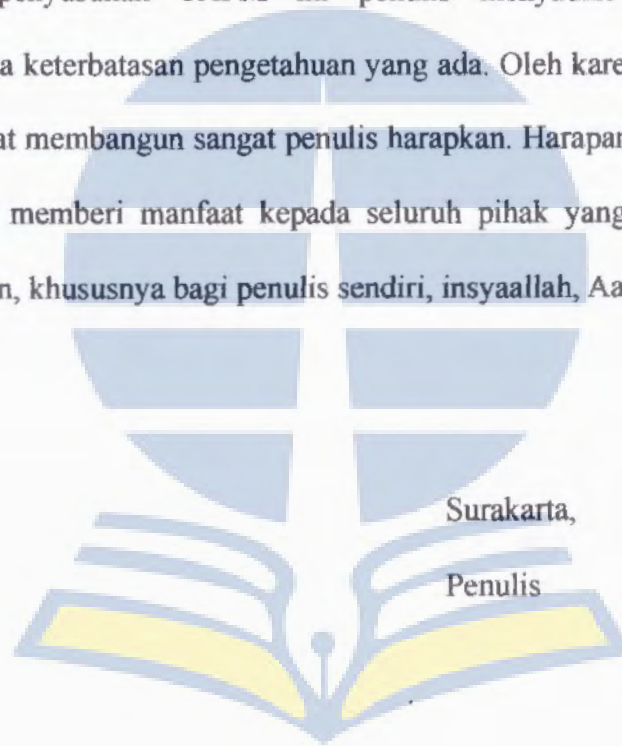 a keterbatasan pengetahuan yang ada. Oleh kare
at membangun sangat penulis harapkan. Harapan
memberi manfaat kepada seluruh pihak yang
n, khususnya bagi penulis sendiri, insyaallah, Aa
Surakarta,
Penulis